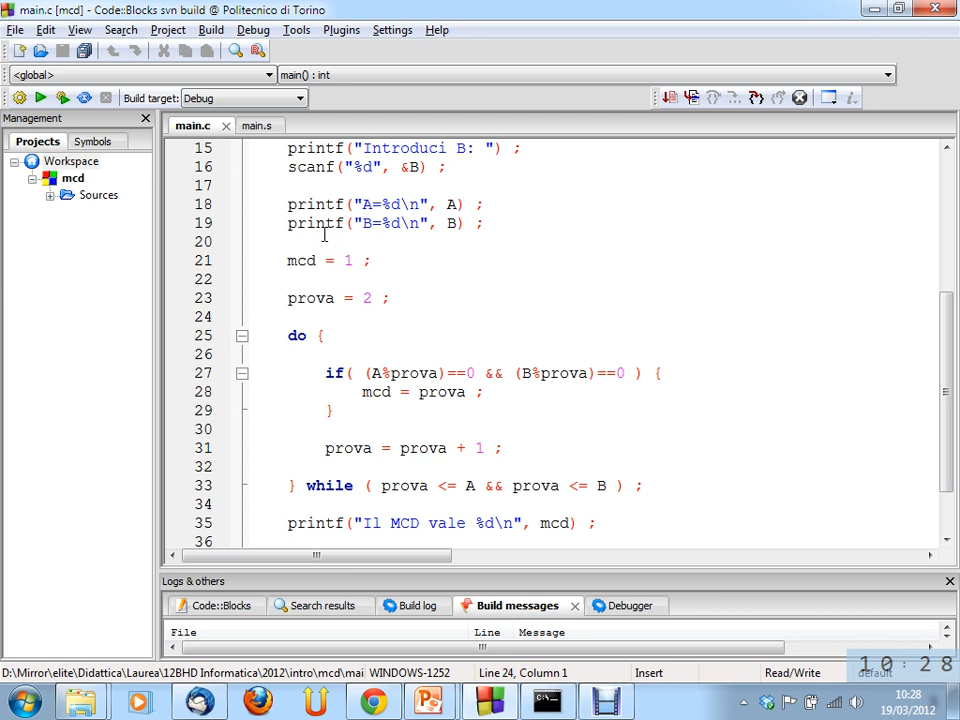 main.c [mcd] - Code::Blocks svn build @ Politecnico di Torino
File Edit View Search Project Build Debug Tools Plugins Settings Help
<global> main() : int
Build target: Debug
Management
main.c main.s
Projects Symbols
Workspace
mcd
Sources
15 printf("Introduci B: ") ;
16 scanf("%d", &B) ;
17
18 printf("A=%d\n", A) ;
19 printf("B=%d\n", B) ;
20
21 mcd = 1 ;
22
23 prova = 2 ;
24
25 do {
26
27 if( (A%prova)==0 && (B%prova)==0 ) {
28 mcd = prova ;
29 }
30
31 prova = prova + 1 ;
32
33 } while ( prova <= A && prova <= B ) ;
34
35 printf("Il MCD vale %d\n", mcd) ;
36
Logs & others
Code::Blocks Search results Build log Build messages Debugger
File Line Message
D:\Mirror\elite\Didattica\Laurea\12BHD Informatica\2012\intro\mcd\mai WINDOWS-1252 Line 24, Column 1 Insert Read/Write default
10:28
10:28
19/03/2012